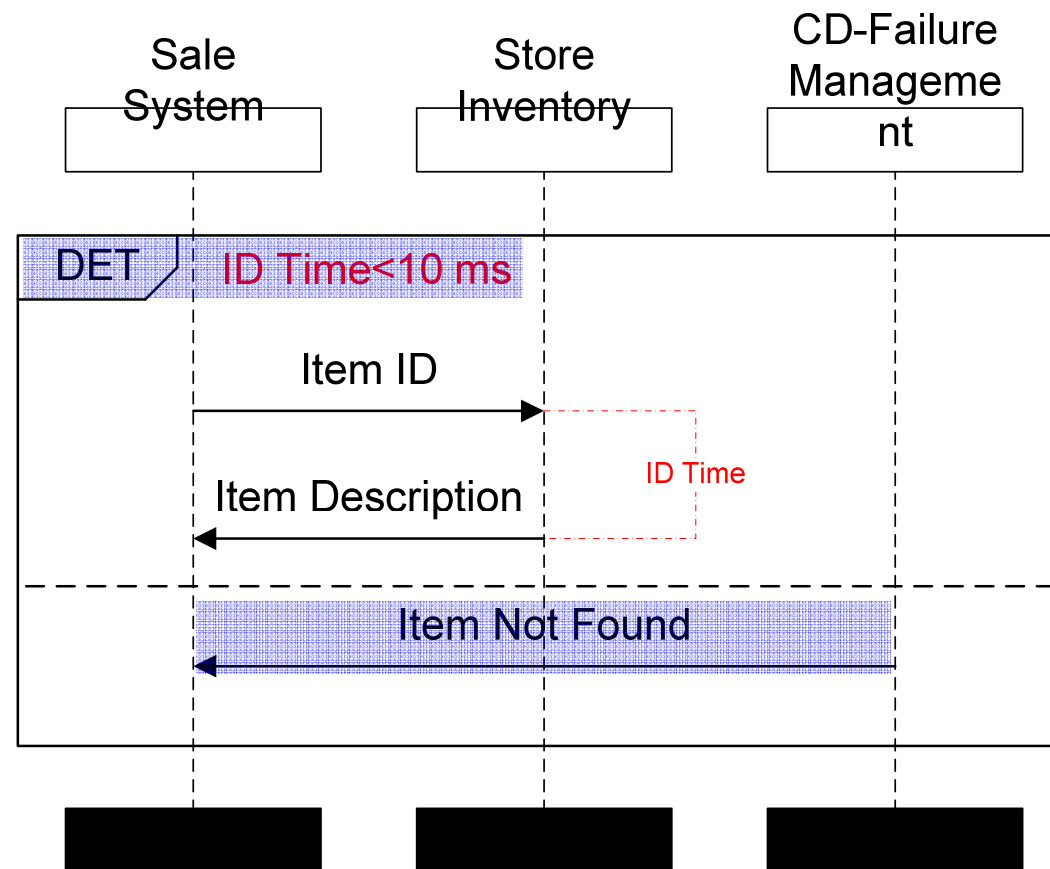 Sale
System
Store
Inventory
CD-Failure
Manageme
nt
DET
ID Time<10 ms
Item ID
ID Time
Item Description
Item Not Found